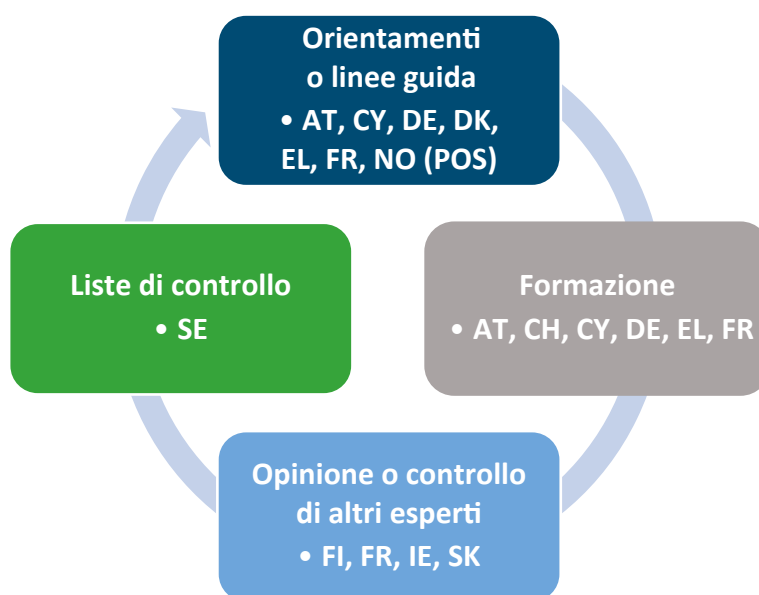 Orientamenti
o linee guida
• AT, CY, DE, DK,
EL, FR, NO (POS)
Formazione
• AT, CH, CY, DE, EL, FR
Opinione o controllo
di altri esperti
• FI, FR, IE, SK
Liste di controllo
• SE